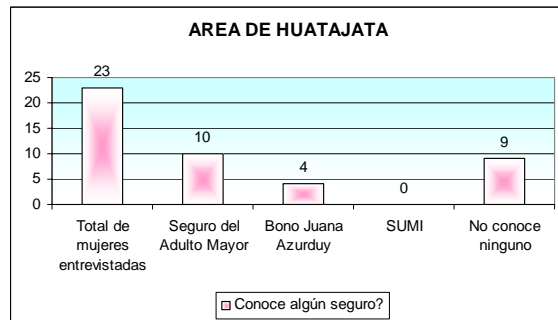 AREA DE HUATAJATA
25
20
15
10
5
0
23
10
4
0
9
Total de
mujeres
entrevistadas
Seguro del
Adulto Mayor
Bono Juana
Azurduy
SUMI
No conoce
ninguno
Conoce algún seguro?